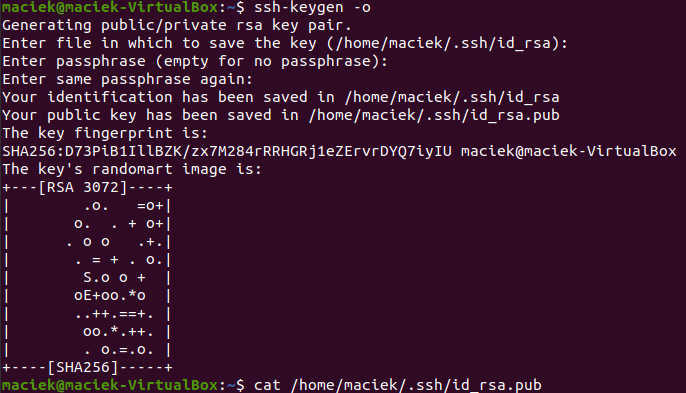 maciek@maciek-VirtualBox:~$ ssh-keygen -o
Generating public/private rsa key pair.
Enter file in which to save the key (/home/maciek/.ssh/id_rsa):
Enter passphrase (empty for no passphrase):
Enter same passphrase again:
Your identification has been saved in /home/maciek/.ssh/id_rsa
Your public key has been saved in /home/maciek/.ssh/id_rsa.pub
The key fingerprint is:
SHA256:D73PiB1IllBZK/zx7M284rRRHGRj1eZErvrDYQ7iyIU maciek@maciek-VirtualBox
The key's randomart image is:
+---[RSA 3072]----+
|        .o.   =o+|
|       o.  . + o+|
|      . o o   .+.|
|       . = + . o.|
|        S.o o +  |
|       oE+oo.*o  |
|       ..++.==+. |
|        oo.*.++. |
|        . o.=.o. |
+----[SHA256]-----+
maciek@maciek-VirtualBox:~$ cat /home/maciek/.ssh/id_rsa.pub